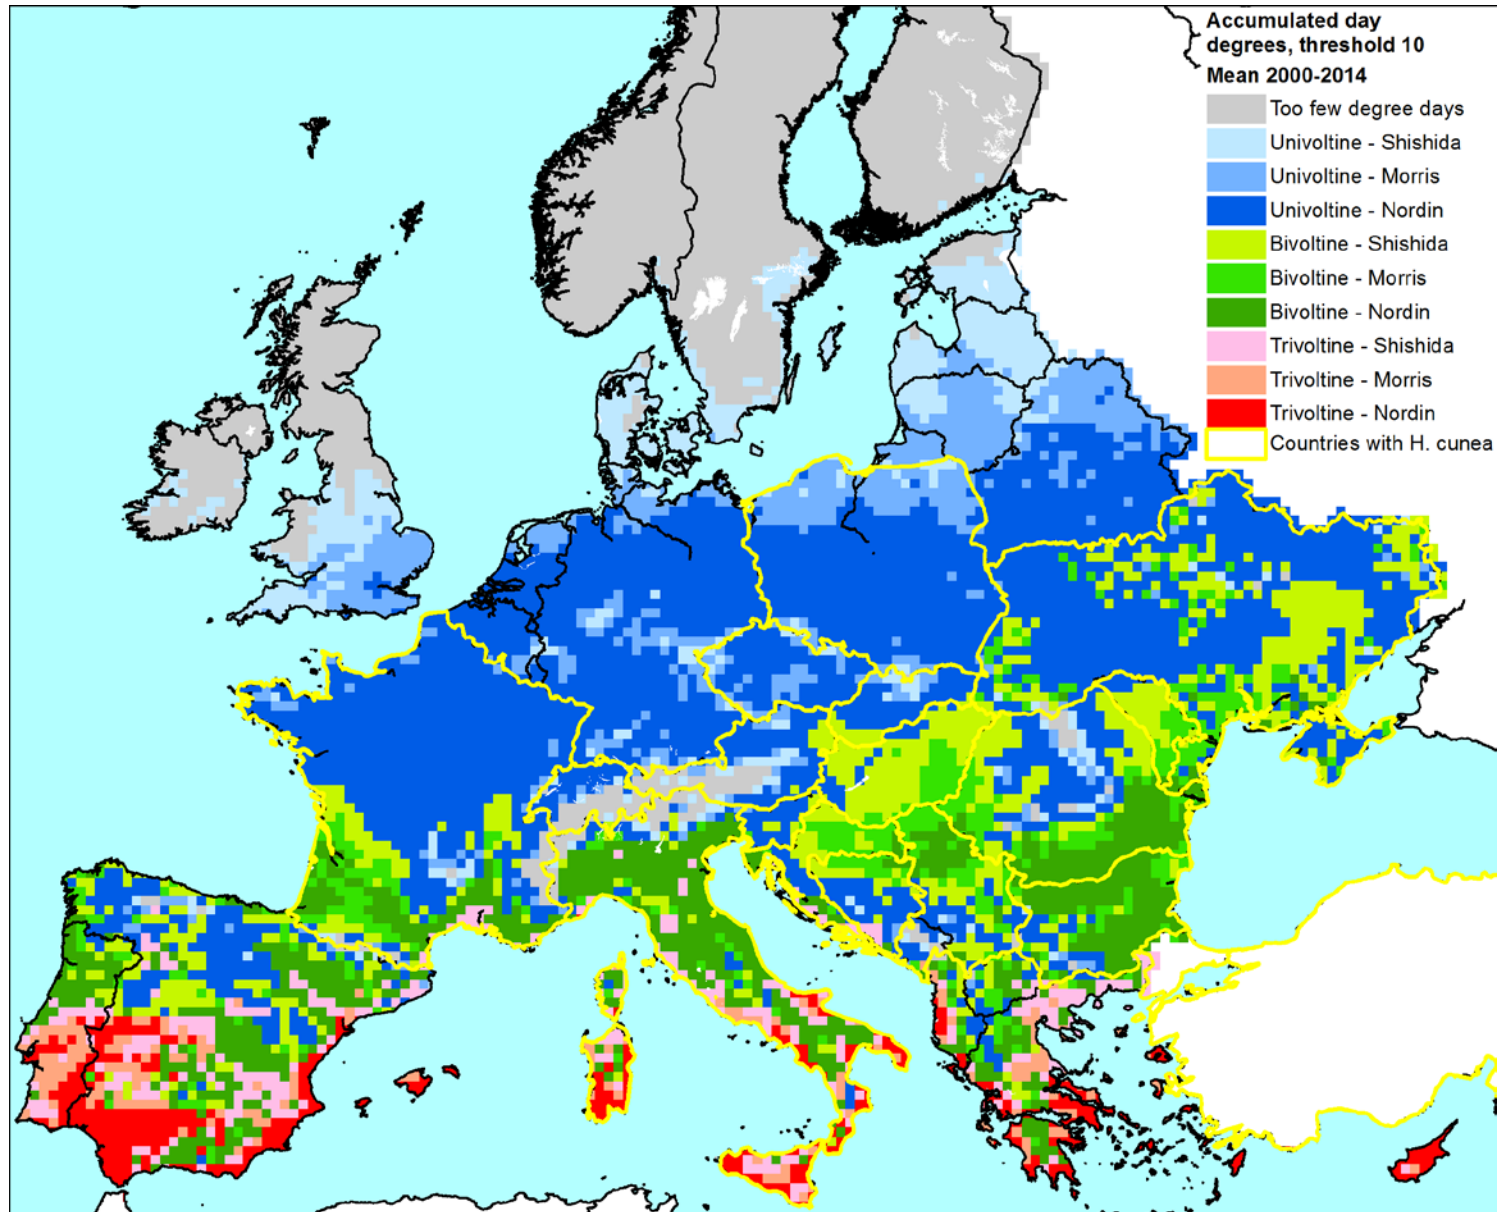 Accumulated day
degrees, threshold 10
Mean 2000-2014
Too few degree days
Univoltine - Shishida
Univoltine - Morris
Univoltine - Nordin
Bivoltine - Shishida
Bivoltine - Morris
Bivoltine - Nordin
Trivoltine - Shishida
Trivoltine - Morris
Trivoltine - Nordin
Countries with H. cunea